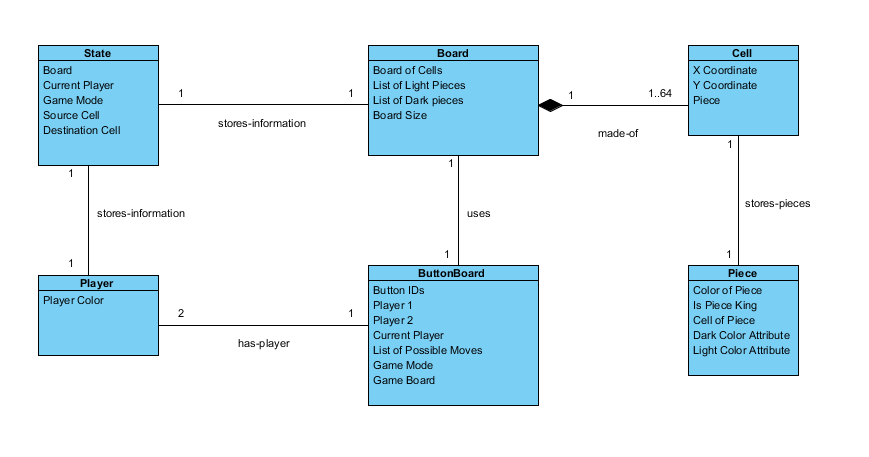 State
Board
Current Player
Game Mode
Source Cell
Destination Cell
1
1
stores-information
Board
Board of Cells
List of Light Pieces
List of Dark pieces
Board Size
1
1..64
made-of
Cell
X Coordinate
Y Coordinate
Piece
1
stores-information
1
1
uses
1
1
stores-pieces
1
Player
Player Color
2
1
has-player
ButtonBoard
Button IDs
Player 1
Player 2
Current Player
List of Possible Moves
Game Mode
Game Board
Piece
Color of Piece
Is Piece King
Cell of Piece
Dark Color Attribute
Light Color Attribute